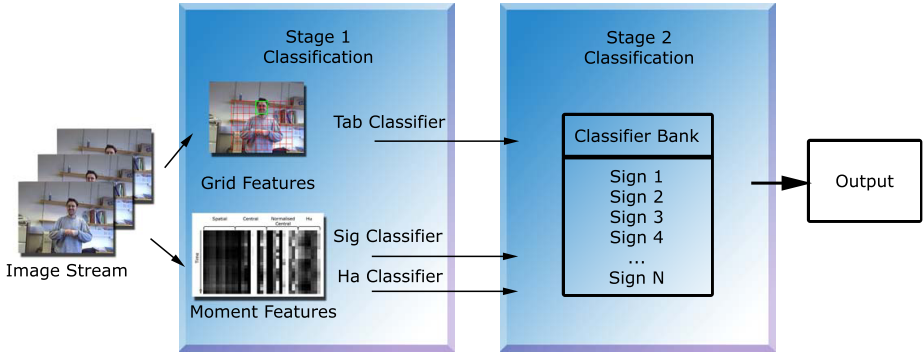 Stage 1
Classification
Stage 2
Classification
Tab Classifier
Grid Features
Image Stream
Spatial Central Normalised Central Hu
Time
Sig Classifier
Ha Classifier
Moment Features
Classifier Bank
Sign 1
Sign 2
Sign 3
Sign 4
...
Sign N
Output